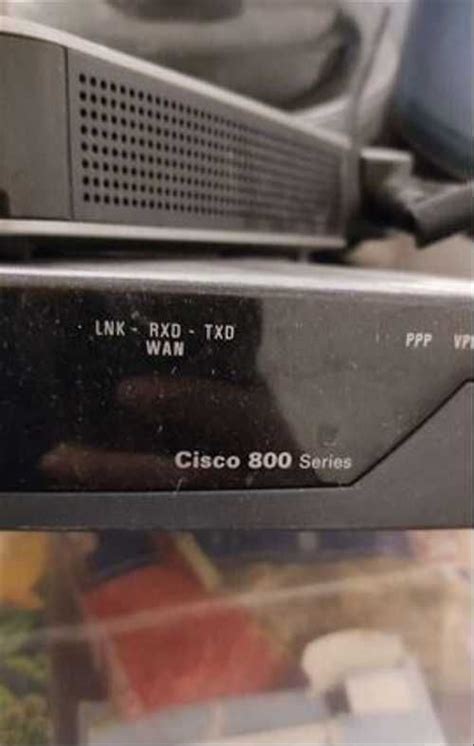 LNK - RXD - TXD
WAN
PPP
Cisco 800 Series